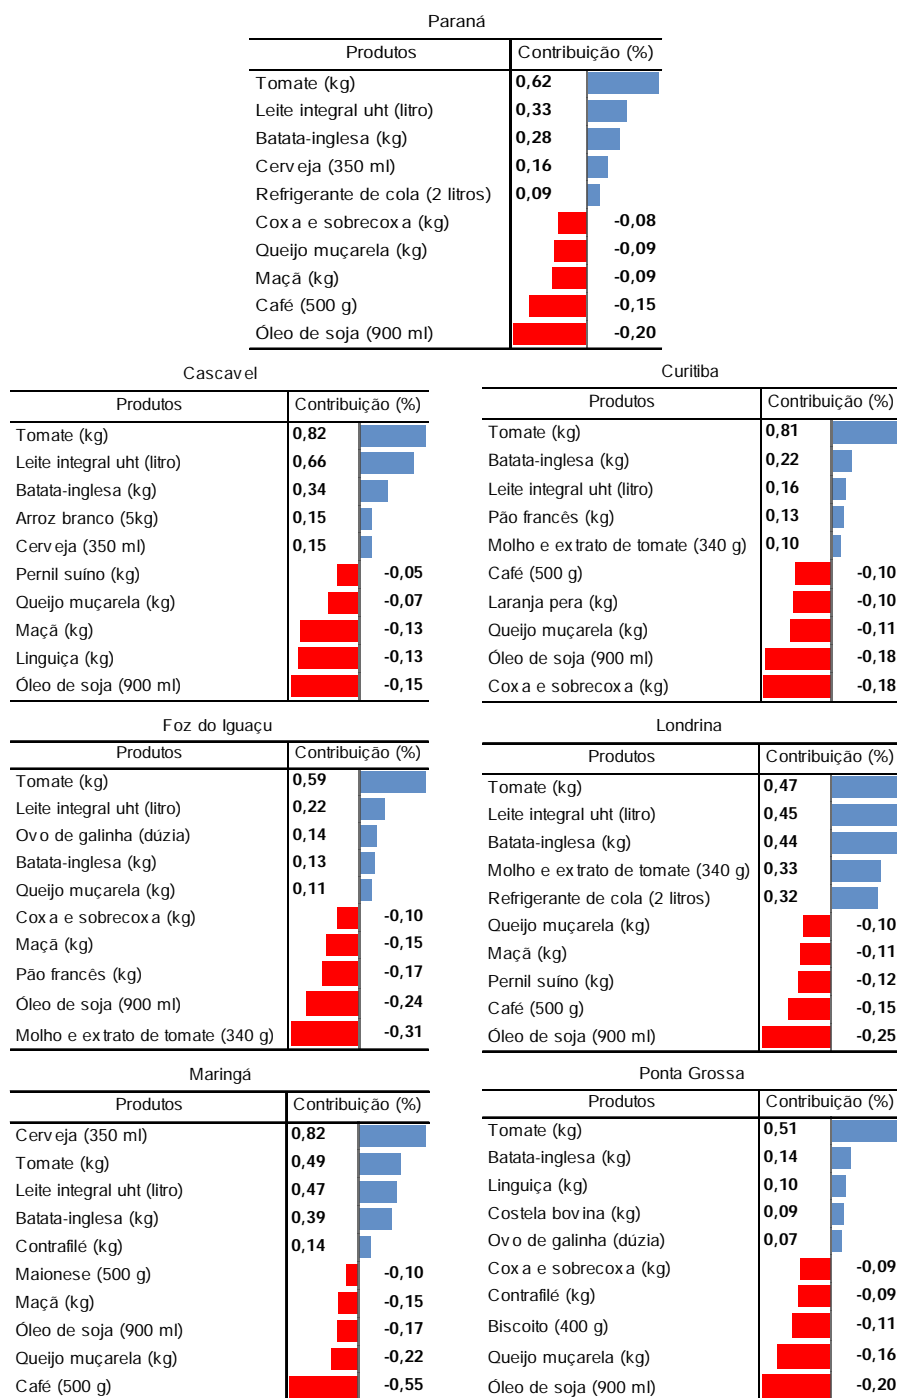 Paraná
Produtos Contribuição (%)
Tomate (kg) 0,62
Leite integral uht (litro) 0,33
Batata-inglesa (kg) 0,28
Cerveja (350 ml) 0,16
Refrigerante de cola (2 litros) 0,09
Coxa e sobrecoxa (kg) -0,08
Queijo muçarela (kg) -0,09
Maçã (kg) -0,09
Café (500 g) -0,15
Óleo de soja (900 ml) -0,20
Cascavel
Produtos Contribuição (%)
Tomate (kg) 0,82
Leite integral uht (litro) 0,66
Batata-inglesa (kg) 0,34
Arroz branco (5kg) 0,15
Cerveja (350 ml) 0,15
Pernil suíno (kg) -0,05
Queijo muçarela (kg) -0,07
Maçã (kg) -0,13
Linguiça (kg) -0,13
Óleo de soja (900 ml) -0,15
Curitiba
Produtos Contribuição (%)
Tomate (kg) 0,81
Batata-inglesa (kg) 0,22
Leite integral uht (litro) 0,16
Pão francês (kg) 0,13
Molho e extrato de tomate (340 g) 0,10
Café (500 g) -0,10
Laranja pera (kg) -0,10
Queijo muçarela (kg) -0,11
Óleo de soja (900 ml) -0,18
Coxa e sobrecoxa (kg) -0,18
Foz do Iguaçu
Produtos Contribuição (%)
Tomate (kg) 0,59
Leite integral uht (litro) 0,22
Ovo de galinha (dúzia) 0,14
Batata-inglesa (kg) 0,13
Queijo muçarela (kg) 0,11
Coxa e sobrecoxa (kg) -0,10
Maçã (kg) -0,15
Pão francês (kg) -0,17
Óleo de soja (900 ml) -0,24
Molho e extrato de tomate (340 g) -0,31
Londrina
Produtos Contribuição (%)
Tomate (kg) 0,47
Leite integral uht (litro) 0,45
Batata-inglesa (kg) 0,44
Molho e extrato de tomate (340 g) 0,33
Refrigerante de cola (2 litros) 0,32
Queijo muçarela (kg) -0,10
Maçã (kg) -0,11
Pernil suíno (kg) -0,12
Café (500 g) -0,15
Óleo de soja (900 ml) -0,25
Maringá
Produtos Contribuição (%)
Cerveja (350 ml) 0,82
Tomate (kg) 0,49
Leite integral uht (litro) 0,47
Batata-inglesa (kg) 0,39
Contrafilé (kg) 0,14
Maionese (500 g) -0,10
Maçã (kg) -0,15
Óleo de soja (900 ml) -0,17
Queijo muçarela (kg) -0,22
Café (500 g) -0,55
Ponta Grossa
Produtos Contribuição (%)
Tomate (kg) 0,51
Batata-inglesa (kg) 0,14
Linguiça (kg) 0,10
Costela bovina (kg) 0,09
Ovo de galinha (dúzia) 0,07
Coxa e sobrecoxa (kg) -0,09
Contrafilé (kg) -0,09
Biscoito (400 g) -0,11
Queijo muçarela (kg) -0,16
Óleo de soja (900 ml) -0,20